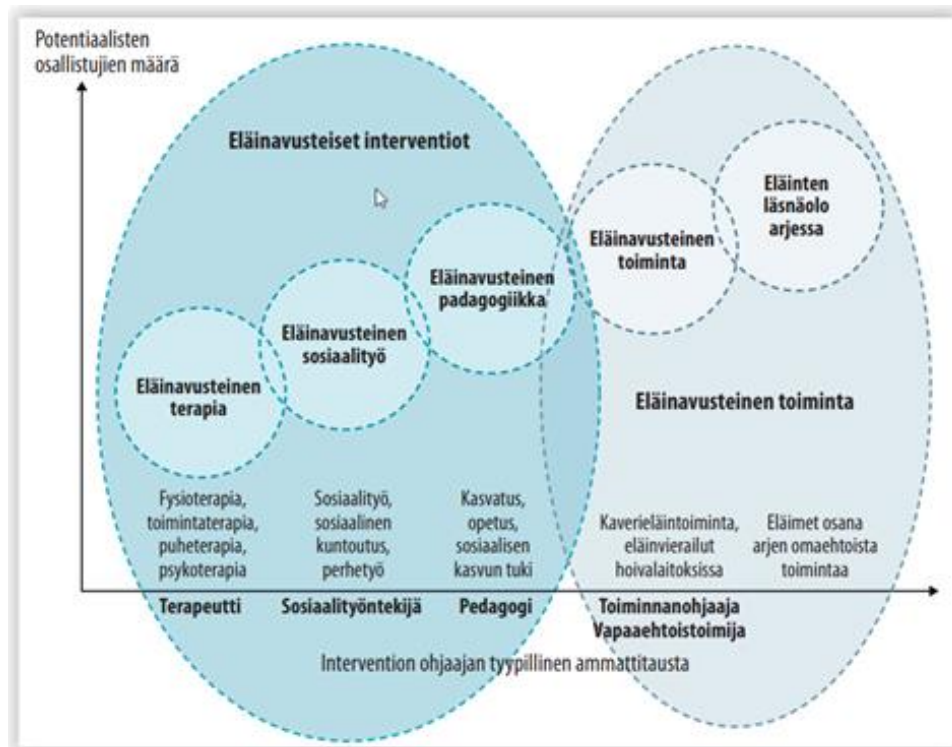 Potentiaalisten
osallistujien määrä
Eläinavusteiset interventiot
Eläinavusteinen
terapia
Eläinavusteinen
sosiaalityö
Eläinavusteinen
padagogiikka
Eläinavusteinen
toiminta
Eläinten
läsnäolo
arjessa
Eläinavusteinen toiminta
Fysioterapia,
toimintaterapia,
puheterapia,
psykoterapia
Sosiaalityö,
sosiaalinen
kuntoutus,
perhetyö
Kasvatus,
opetus,
sosiaalisen
kasvun tuki
Kaverieläintoiminta,
eläinvierailut
hoivalaitoksissa
Eläimet osana
arjen omaehtoista
toimintaa
Terapeutti
Sosiaalityöntekijä
Pedagogi
Toiminnanohjaaja
Vapaaehtoistoimija
Intervention ohjaajan tyypillinen ammattitausta